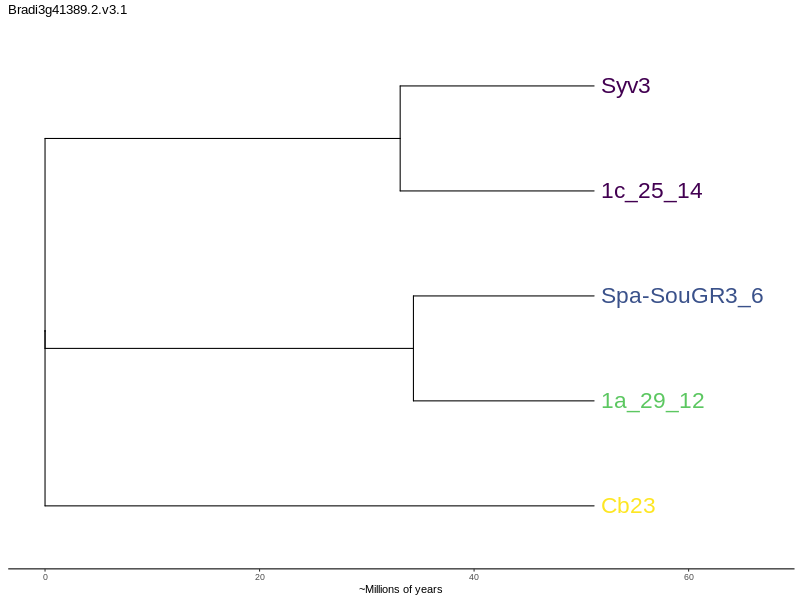 Bradi3g41389.2.v3.1
Syv3
1c_25_14
Spa-SouGR3_6
1a_29_12
Cb23
0 20 40 60
~Millions of years